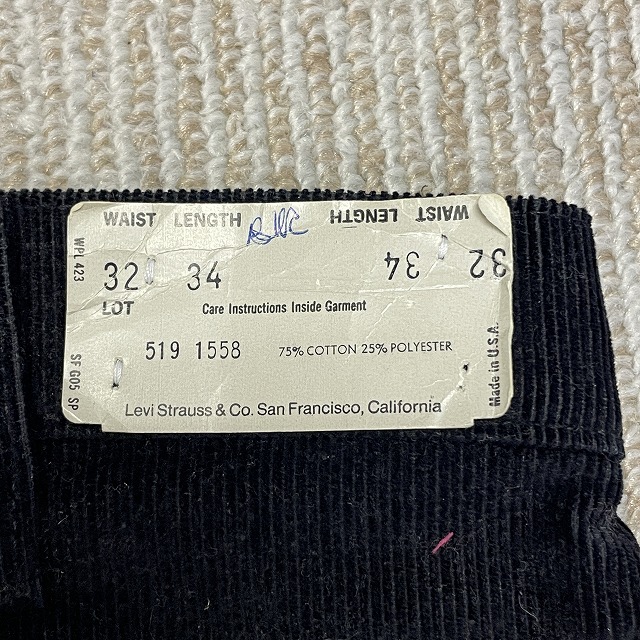 WAIST LENGTH LENGTH WAIST
32 34 34 32
LOT
Care Instructions Inside Garment
519 1558 75% COTTON 25% POLYESTER
Levi Strauss & Co. San Francisco, California
WPL 423
SF G05 SP
Made in U.S.A.